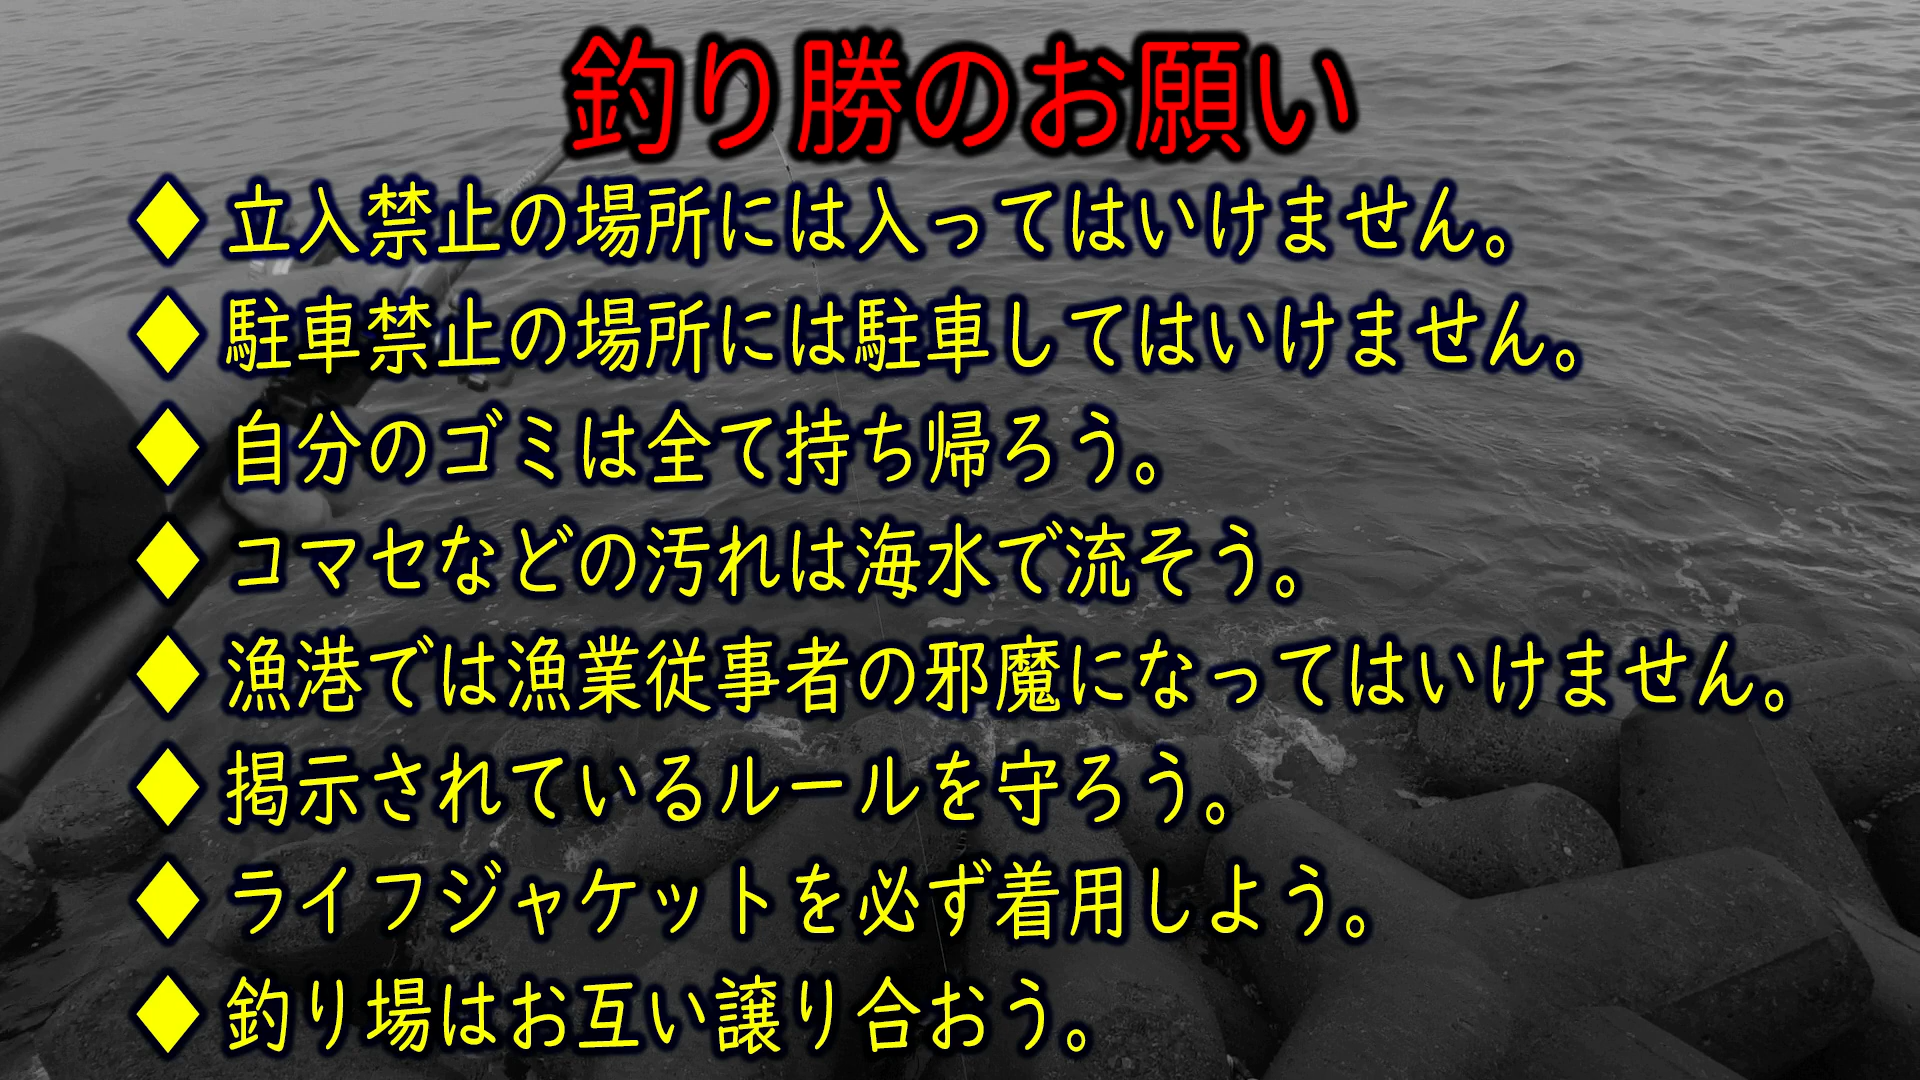 釣り勝のお願い
◆ 立入禁止の場所には入ってはいけません。
◆ 駐車禁止の場所には駐車してはいけません。
◆ 自分のゴミは全て持ち帰ろう。
◆ コマセなどの汚れは海水で流そう。
◆ 漁港では漁業従事者の邪魔になってはいけません。
◆ 掲示されているルールを守ろう。
◆ ライフジャケットを必ず着用しよう。
◆ 釣り場はお互い譲り合おう。